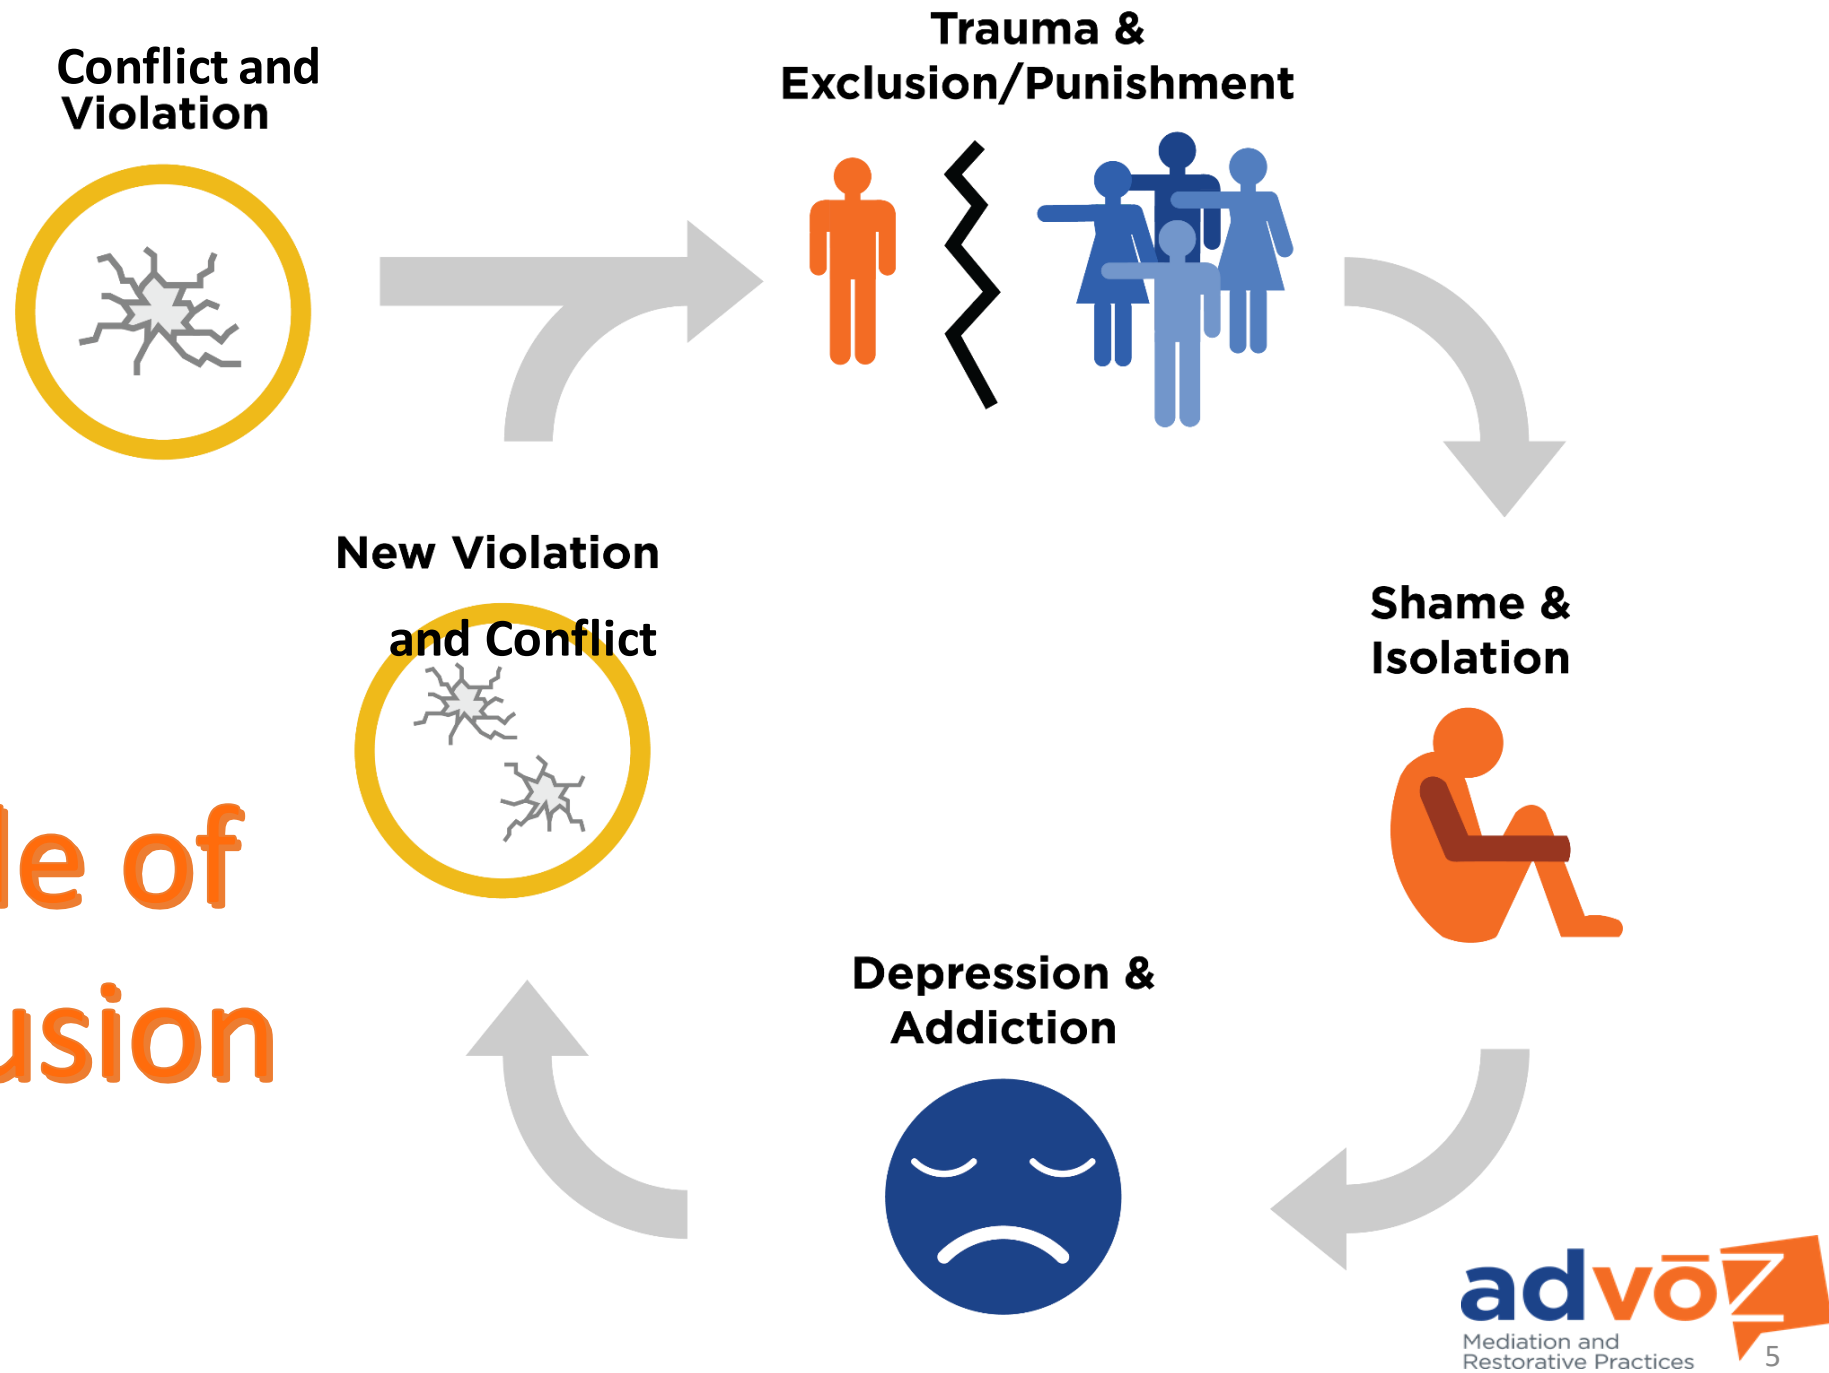 Conflict and
Violation
Trauma &
Exclusion/Punishment
New Violation
and Conflict
Shame &
Isolation
le of
usion
Depression &
Addiction
advōz
Mediation and
Restorative Practices
5